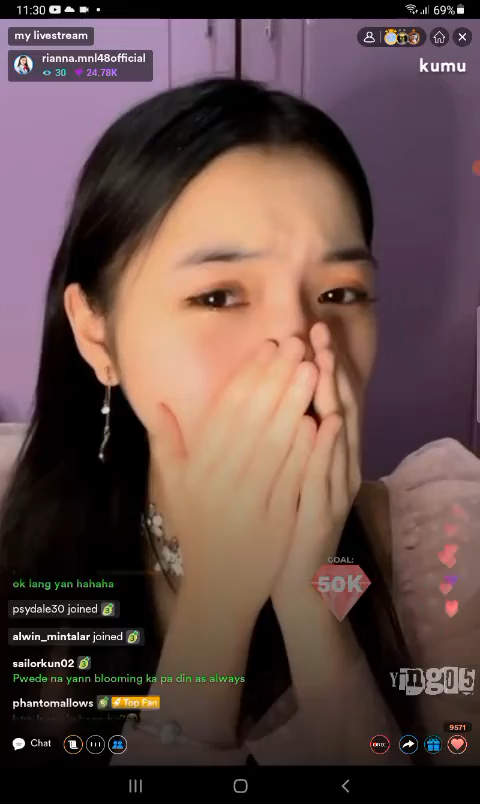 11:30
69%
my livestream
rianna.mnl48official
30 24.78K
kumu
ok lang yan hahaha
GOAL:
50K
psydale30 joined
alwin_mintalar joined
sailorkun02
Pwede na yann blooming ka pa din as always
Ying05
phantomallows Top Fan
9571
Chat